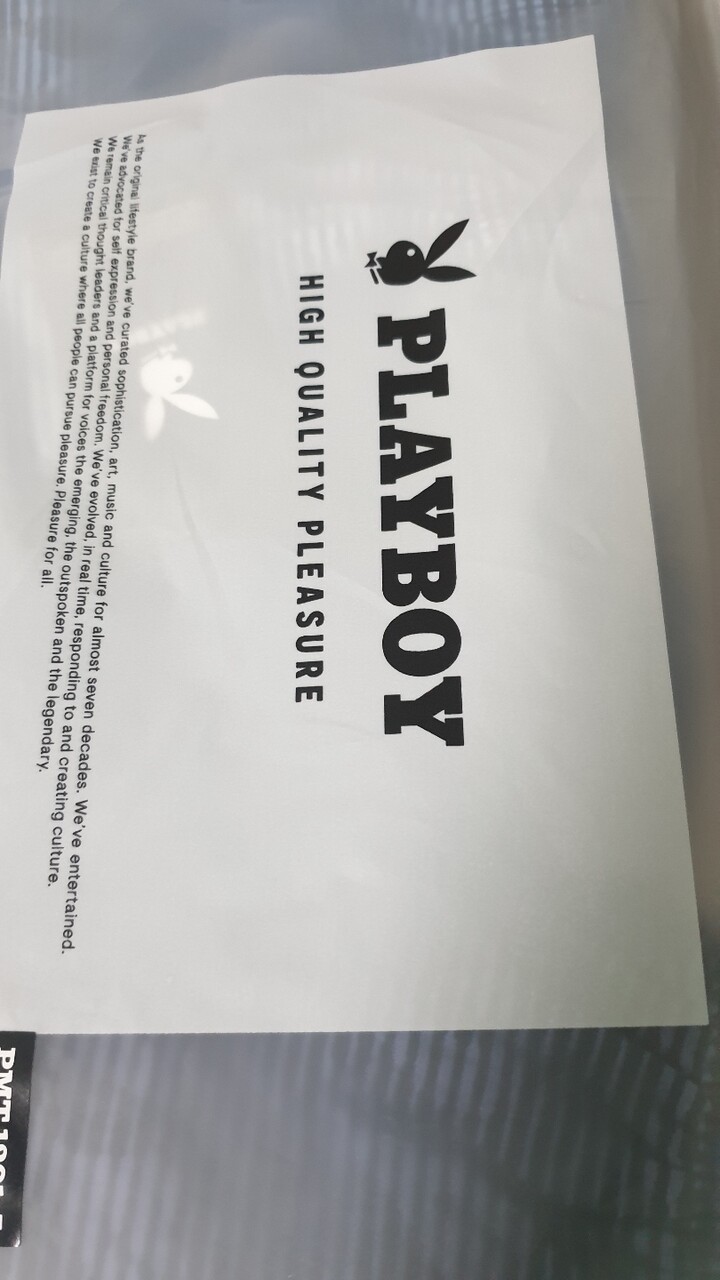 PLAYBOY
HIGH QUALITY PLEASURE
As the original lifestyle brand, we've curated sophistication, art, music and culture for almost seven decades. We've entertained.
We've advocated for self expression and personal freedom. We've evolved, in real time, responding to and creating culture.
We remain critical thought leaders and a platform for voices the emerging, the outspoken and the legendary.
We exist to create a culture where all people can pursue pleasure. Pleasure for all.